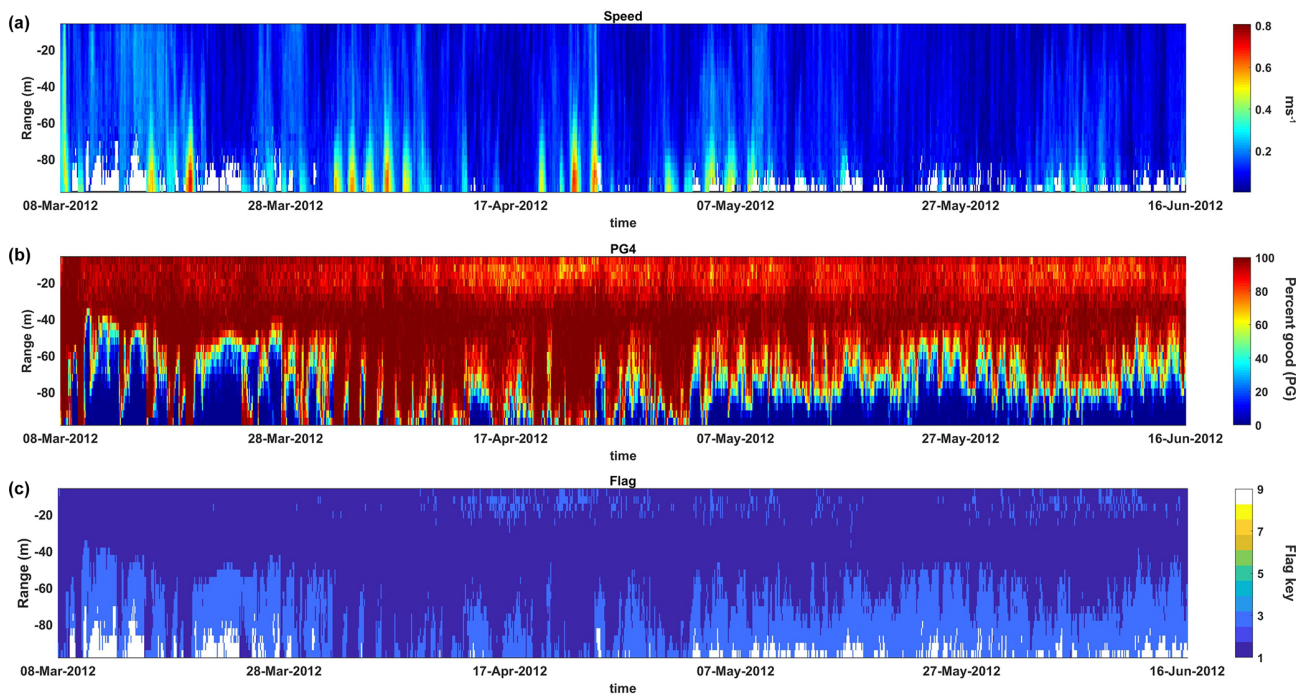 (a)
Speed
Range (m)
-20
-40
-60
-80
08-Mar-2012 28-Mar-2012 17-Apr-2012 07-May-2012 27-May-2012 16-Jun-2012
time
0.8
0.6
0.4
0.2
ms⁻¹
(b)
PG4
Range (m)
-20
-40
-60
-80
08-Mar-2012 28-Mar-2012 17-Apr-2012 07-May-2012 27-May-2012 16-Jun-2012
time
100
80
60
40
20
0
Percent good (PG)
(c)
Flag
Range (m)
-20
-40
-60
-80
08-Mar-2012 28-Mar-2012 17-Apr-2012 07-May-2012 27-May-2012 16-Jun-2012
time
9
7
5
3
1
Flag key